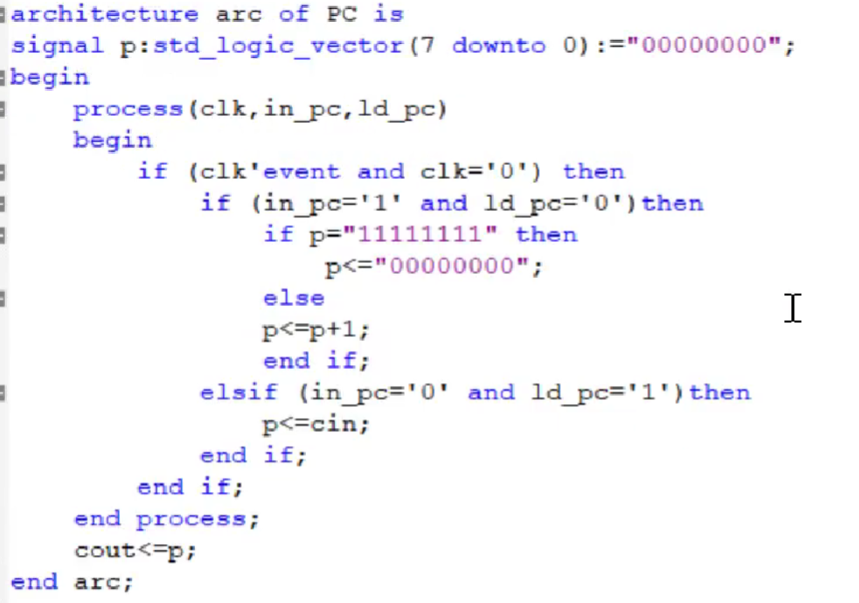 architecture arc of PC is
signal p:std_logic_vector(7 downto 0):="00000000";
begin
    process(clk,in_pc,ld_pc)
    begin
        if (clk'event and clk='0') then
            if (in_pc='1' and ld_pc='0')then
                if p="11111111" then
                    p<="00000000";
                else
                p<=p+1;
                end if;
            elsif (in_pc='0' and ld_pc='1')then
                p<=cin;
            end if;
        end if;
    end process;
    cout<=p;
end arc;